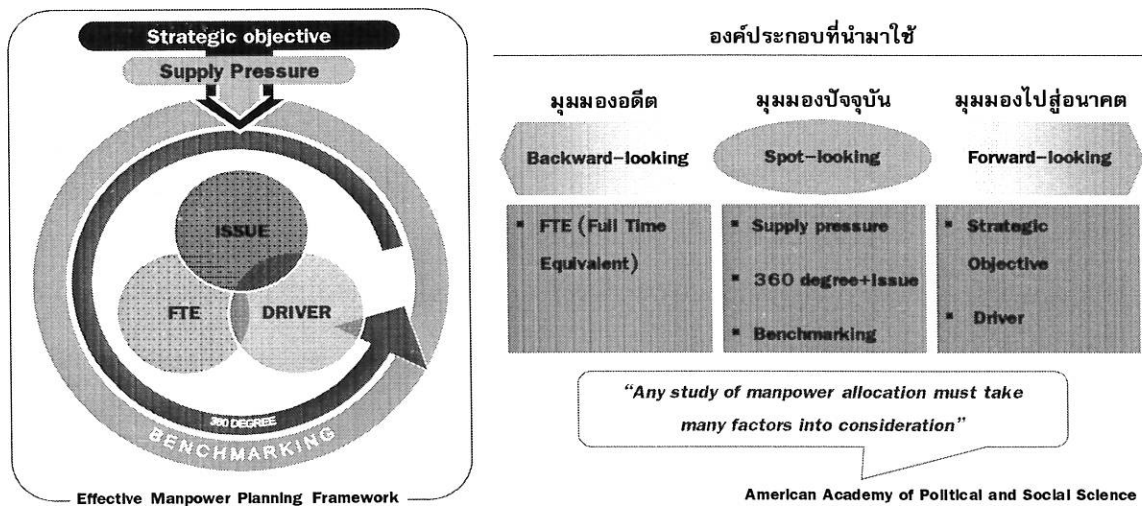 Strategic objective
Supply Pressure
ISSUE
FTE
DRIVER
360 DEGREE
BENCHMARKING
Effective Manpower Planning Framework
องค์ประกอบที่นำมาใช้
มุมมองอดีต
มุมมองปัจจุบัน
มุมมองไปสู่อนาคต
Backward-looking
Spot-looking
Forward-looking
▪ FTE (Full Time
Equivalent)
▪ Supply pressure
▪ 360 degree+Issue
▪ Benchmarking
▪ Strategic
Objective
▪ Driver
“Any study of manpower allocation must take
many factors into consideration”
American Academy of Political and Social Science